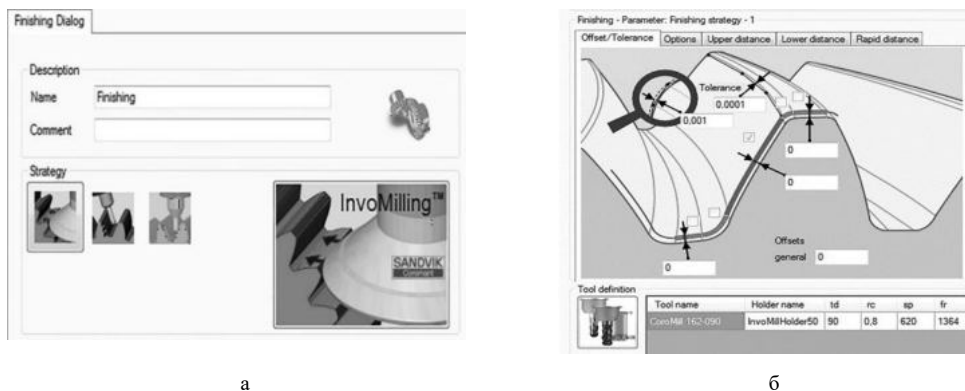 Finishing Dialog
Description
Name Finishing
Comment
Strategy
InvoMilling™
SANDVIK
Coromant
а
Finishing - Parameter: Finishing strategy - 1
Offset/Tolerance Options Upper distance Lower distance Rapid distance
Tolerance
0,0001
0,001
0
0
0
Offsets
general 0
Tool definition
Tool name Holder name td rc sp fr
CoroMill 162-090 InvoMillHolder50 90 0,8 620 1364
б